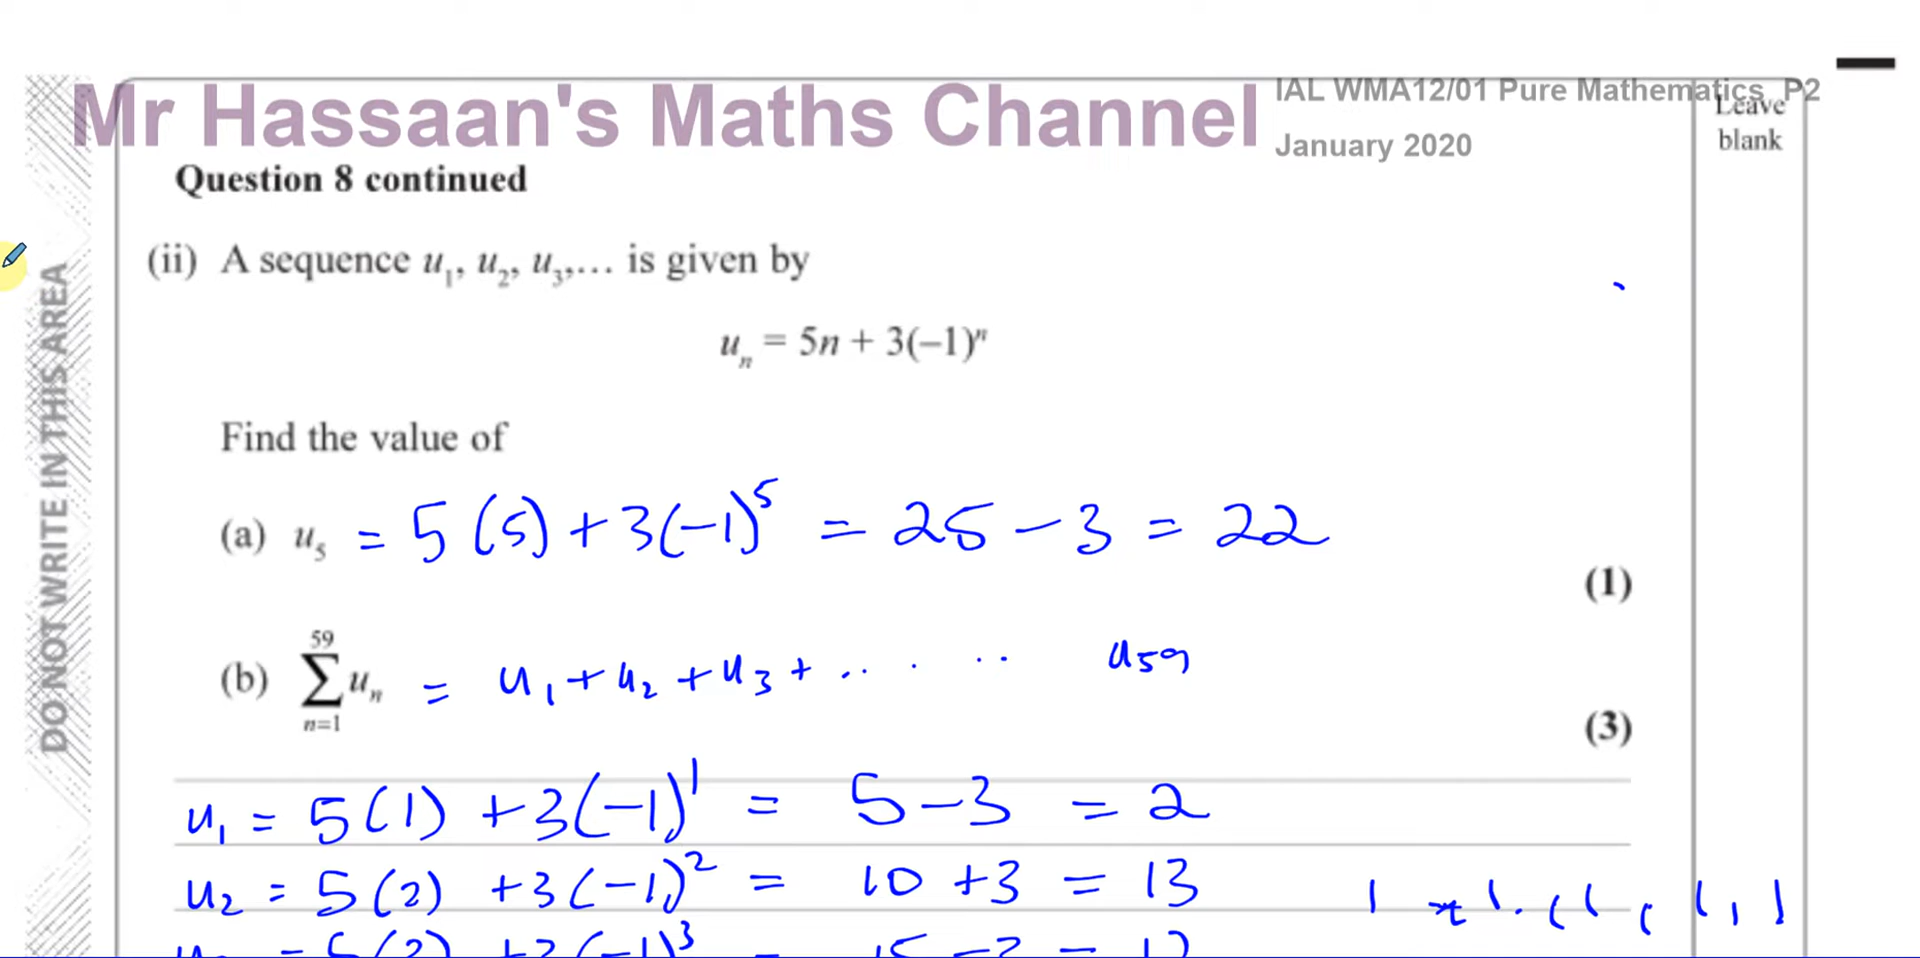 Mr Hassaan's Maths Channel
IAL WMA12/01 Pure Mathematics P2
January 2020
Leave
blank
Question 8 continued
(ii) A sequence u₁, u₂, u₃,... is given by
uₙ = 5n + 3(–1)ⁿ
Find the value of
(a) u₅ = 5(5) + 3(-1)⁵ = 25 - 3 = 22
(1)
(b) ∑ₙ₌₁⁵⁹ uₙ = u₁ + u₂ + u₃ + .. . .. u₅₉
(3)
u₁ = 5(1) + 3(-1)¹ = 5 - 3 = 2
u₂ = 5(2) + 3(-1)² = 10 + 3 = 13
DO NOT WRITE IN THIS AREA